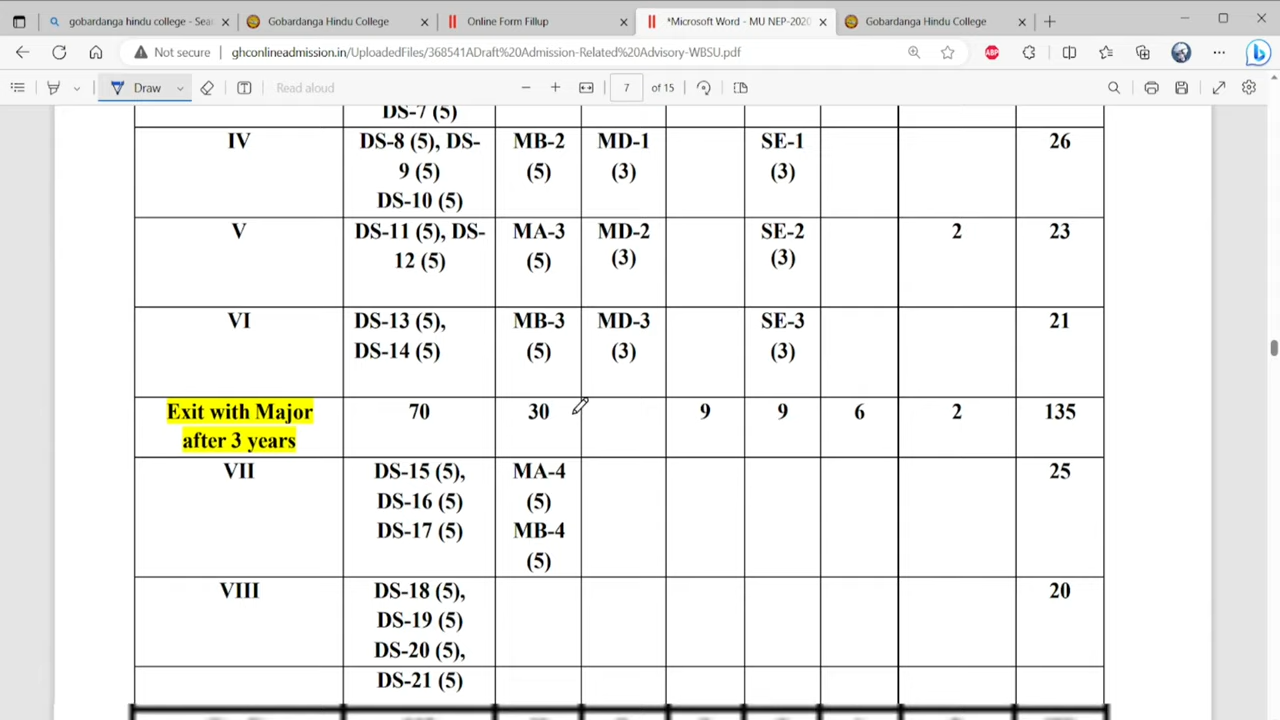 gobardanga hindu college - Sea
Gobardanga Hindu College
Online Form Fillup
*Microsoft Word - MU NEP-2020
Gobardanga Hindu College
Not secure
ghconlineadmission.in/UploadedFiles/368541ADraft%20Admission-Related%20Advisory-WBSU.pdf
ABP
Draw
Read aloud
7 of 15
DS-7 (5)
IV DS-8 (5), DS- MB-2 MD-1 SE-1 26
9 (5) (5) (3) (3)
DS-10 (5)
V DS-11 (5), DS- MA-3 MD-2 SE-2 2 23
12 (5) (5) (3) (3)
VI DS-13 (5), MB-3 MD-3 SE-3 21
DS-14 (5) (5) (3) (3)
Exit with Major 70 30 9 9 6 2 135
after 3 years
VII DS-15 (5), MA-4 25
DS-16 (5) (5)
DS-17 (5) MB-4
(5)
VIII DS-18 (5), 20
DS-19 (5)
DS-20 (5),
DS-21 (5)